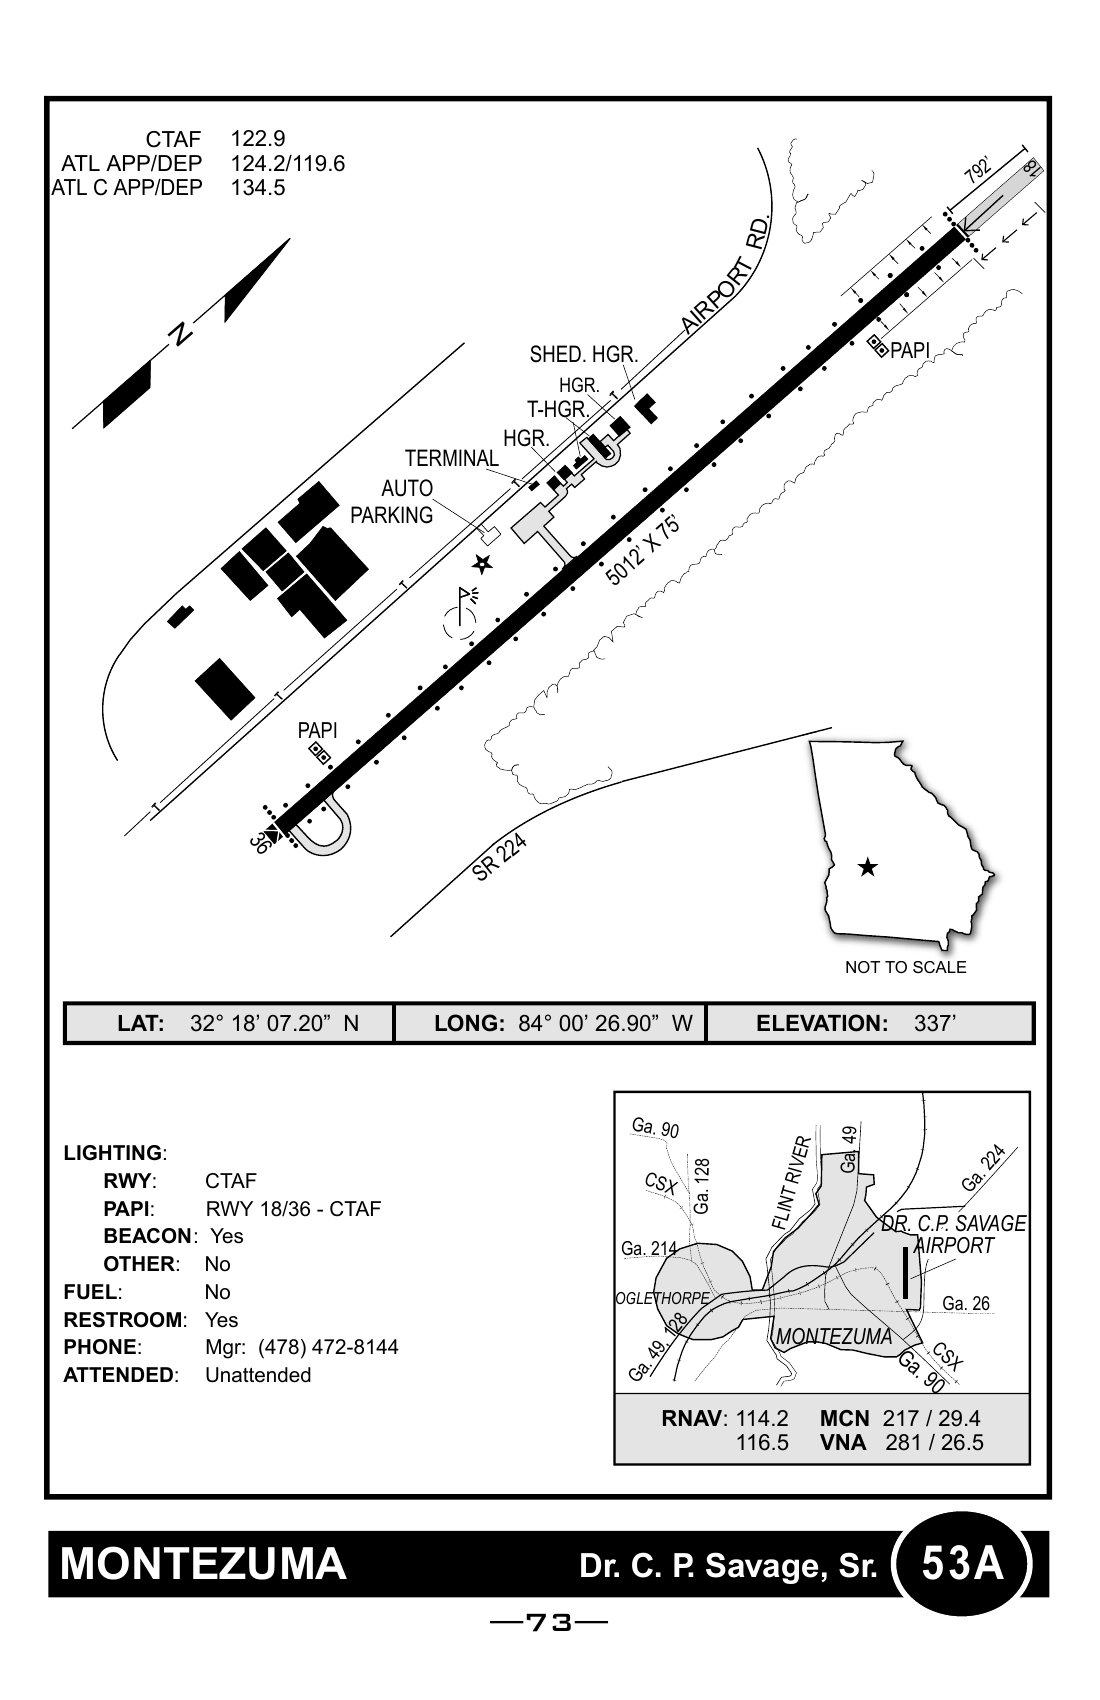 CTAF 122.9
ATL APP/DEP 124.2/119.6
ATL C APP/DEP 134.5
792'
18
N
AIRPORT RD.
SHED. HGR.
PAPI
HGR.
T-HGR.
HGR.
TERMINAL
AUTO
PARKING
5012' X 75'
PAPI
36
SR 224
NOT TO SCALE
LAT: 32° 18’ 07.20” N LONG: 84° 00’ 26.90” W ELEVATION: 337’
LIGHTING:
RWY: CTAF
PAPI: RWY 18/36 - CTAF
BEACON: Yes
OTHER: No
FUEL: No
RESTROOM: Yes
PHONE: Mgr: (478) 472-8144
ATTENDED: Unattended
Ga. 90
CSX
Ga. 128
FLINT RIVER
Ga. 49
Ga. 224
DR. C.P. SAVAGE
AIRPORT
Ga. 214
OGLETHORPE
Ga. 26
Ga. 49, 128
MONTEZUMA
CSX
Ga. 90
RNAV: 114.2 MCN 217 / 29.4
116.5 VNA 281 / 26.5
MONTEZUMA Dr. C. P. Savage, Sr. 53A
—73—